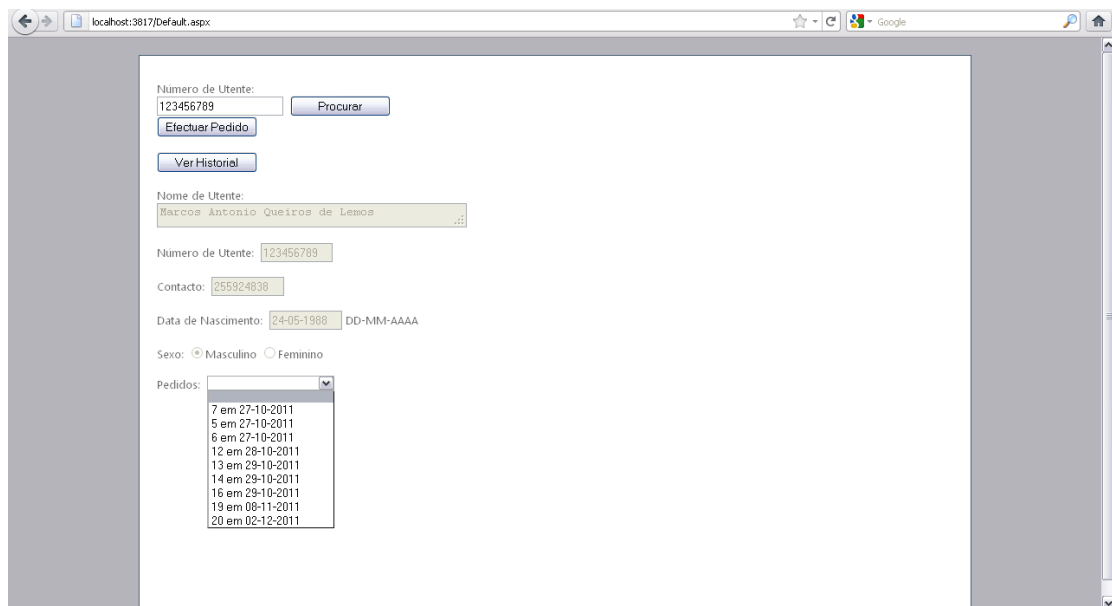 localhost:3817/Default.aspx
Google
Número de Utente:
123456789 Procurar
Efectuar Pedido
Ver Historial
Nome de Utente:
Marcos Antonio Queiros de Lemos
Número de Utente: 123456789
Contacto: 255924838
Data de Nascimento: 24-05-1988 DD-MM-AAAA
Sexo: Masculino Feminino
Pedidos:
7 em 27-10-2011
5 em 27-10-2011
6 em 27-10-2011
12 em 28-10-2011
13 em 29-10-2011
14 em 29-10-2011
16 em 29-10-2011
19 em 08-11-2011
20 em 02-12-2011